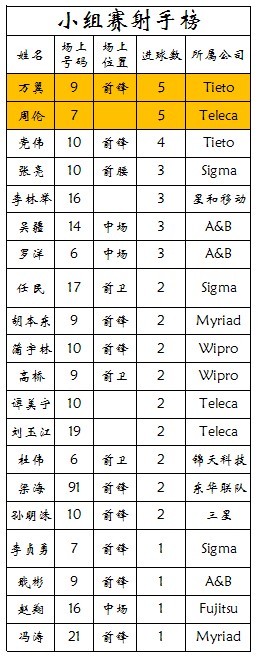 小组赛射手榜
姓名 场上号码 场上位置 进球数 所属公司
万翼 9 前锋 5 Tieto
周伦 7 5 Teleca
党伟 10 前锋 4 Tieto
张亮 10 前腰 3 Sigma
李林举 16 3 星和移动
吴疆 14 中场 3 A&B
罗洋 6 中场 3 A&B
任民 17 前卫 2 Sigma
胡本东 9 前锋 2 Myriad
蒲宇林 10 前锋 2 Wipro
高桥 9 前卫 2 Wipro
谭美宁 10 2 Teleca
刘玉江 19 2 Teleca
杜伟 6 前卫 2 锦天科技
梁海 91 前锋 2 东华联队
孙朋洙 10 前锋 2 三星
李贞勇 7 前锋 1 Sigma
彬 9 前锋 1 A&B
赵翔 16 中场 1 Fujitsu
冯涛 21 前锋 1 Myriad